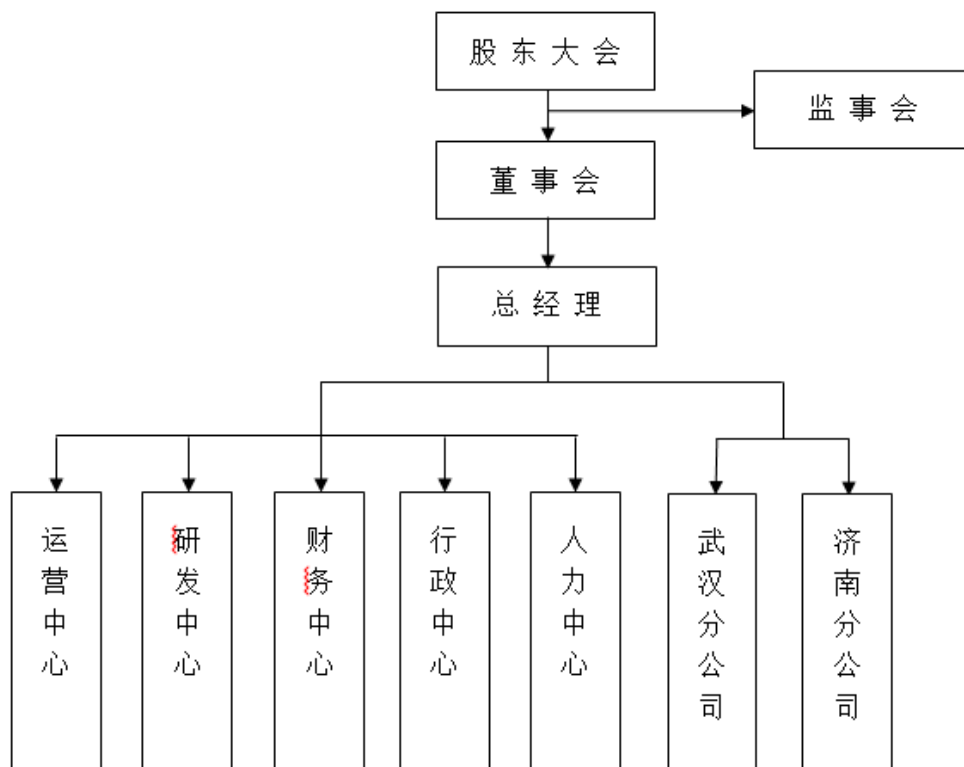 股东大会
监事会
董事会
总经理
运营中心
研发中心
财务中心
行政中心
人力中心
武汉分公司
济南分公司